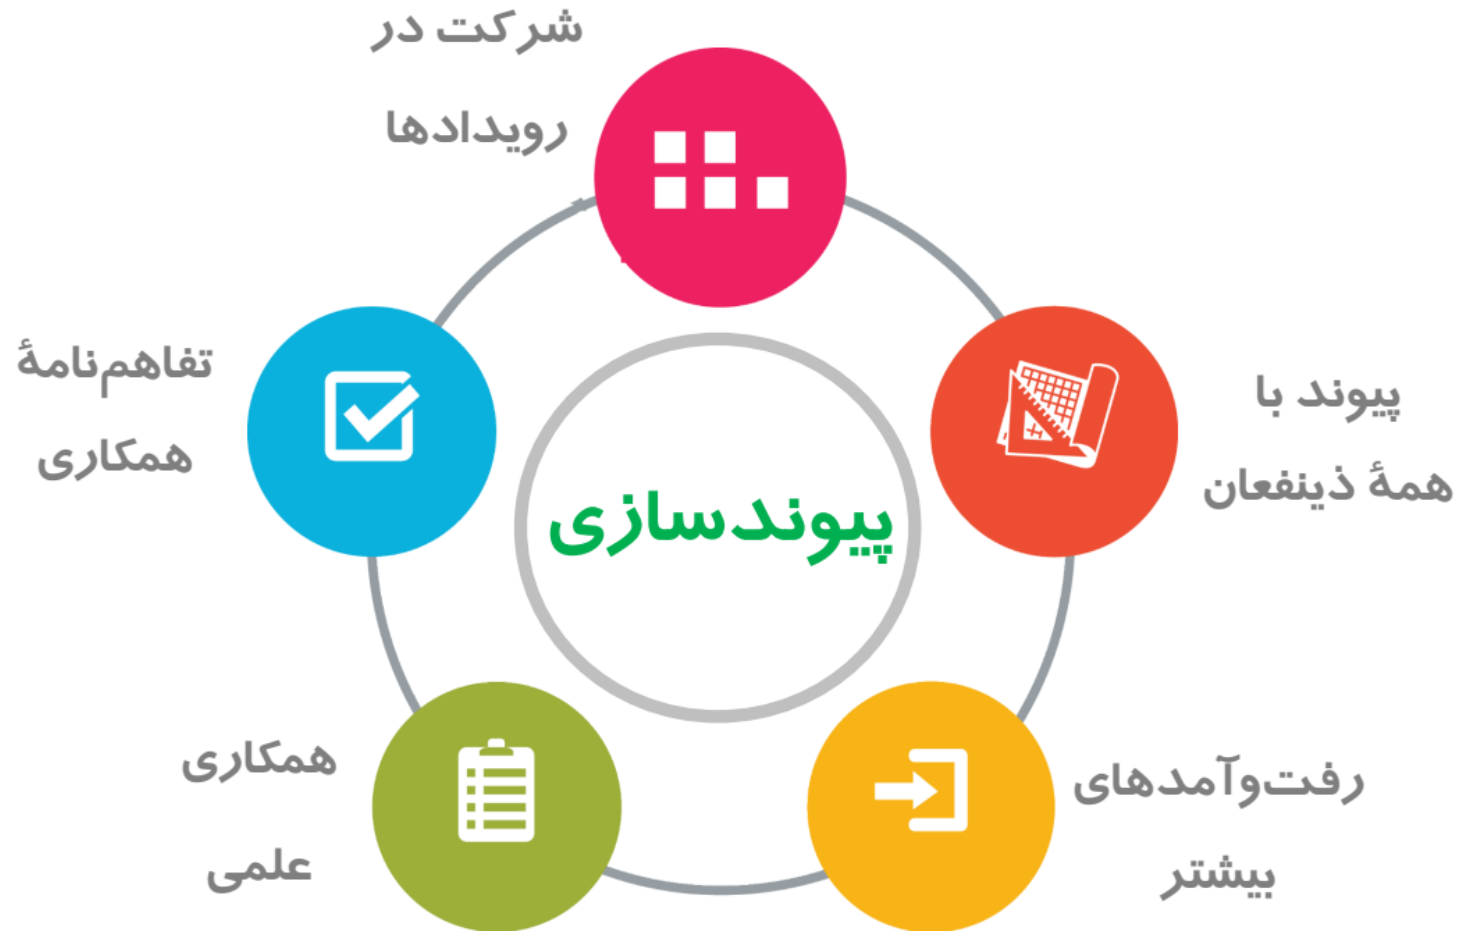 شرکت در
رویدادها
پیوند با
همهٔ ذینفعان
رفت‌وآمدهای
بیشتر
همکاری
علمی
تفاهم‌نامهٔ
همکاری
پیوندسازی